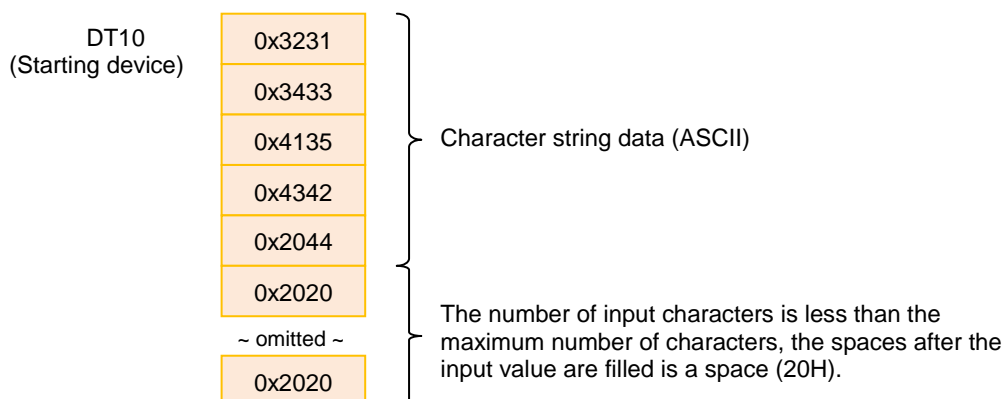 DT10
(Starting device)
0x3231
0x3433
0x4135
0x4342
0x2044
0x2020
~ omitted ~
0x2020
Character string data (ASCII)
The number of input characters is less than the
maximum number of characters, the spaces after the
input value are filled is a space (20H).